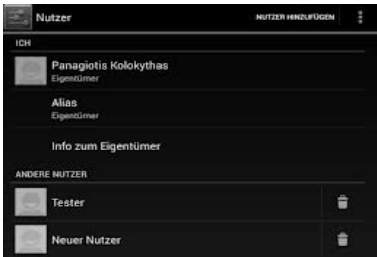 Nutzer
NUTZER HINZUFÜGEN
ICH
Panagiotis Kolokythas
Eigentümer
Alias
Eigentümer
Info zum Eigentümer
ANDERE NUTZER
Tester
Neuer Nutzer